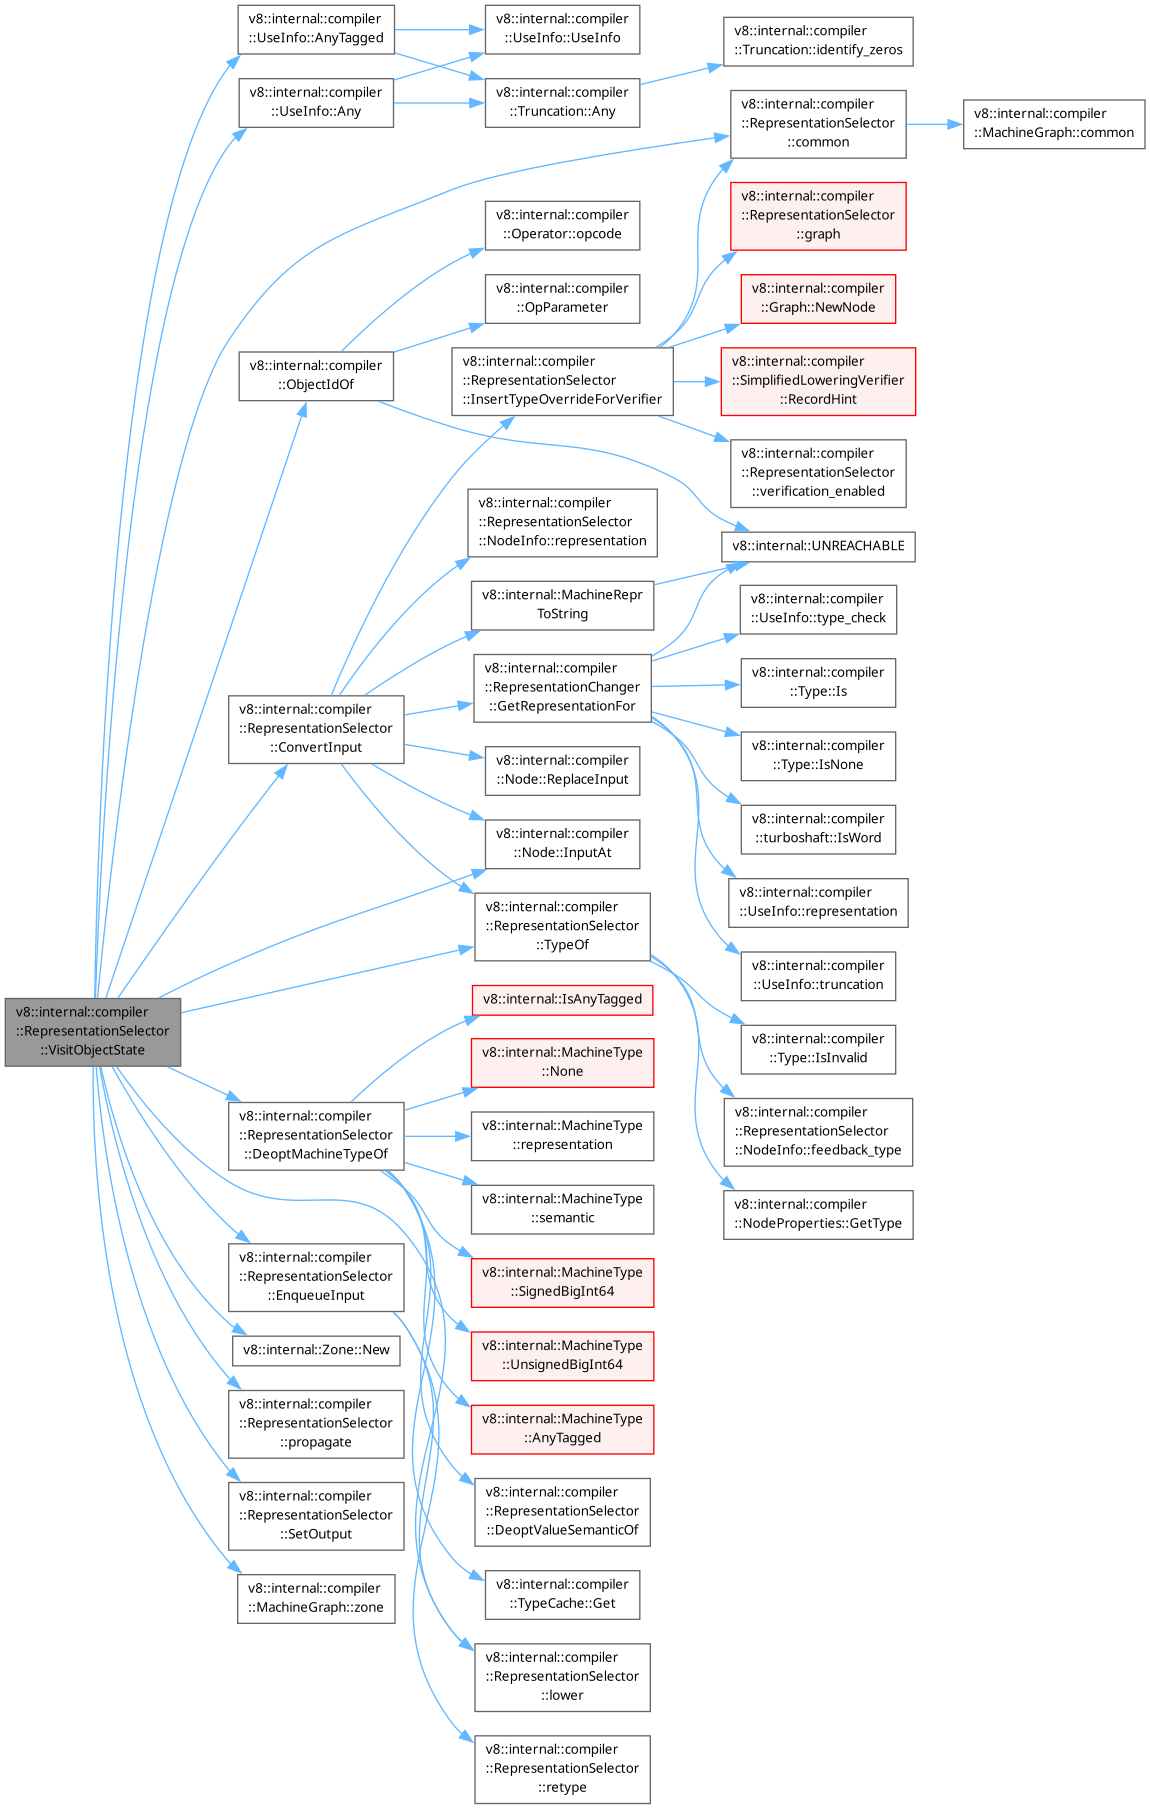 v8::internal::compiler
::RepresentationSelector
::VisitObjectState
v8::internal::compiler
::UseInfo::AnyTagged
v8::internal::compiler
::UseInfo::Any
v8::internal::compiler
::ObjectIdOf
v8::internal::compiler
::RepresentationSelector
::ConvertInput
v8::internal::compiler
::RepresentationSelector
::DeoptMachineTypeOf
v8::internal::compiler
::RepresentationSelector
::EnqueueInput
v8::internal::Zone::New
v8::internal::compiler
::RepresentationSelector
::propagate
v8::internal::compiler
::RepresentationSelector
::SetOutput
v8::internal::compiler
::MachineGraph::zone
v8::internal::compiler
::UseInfo::UseInfo
v8::internal::compiler
::Truncation::Any
v8::internal::compiler
::Operator::opcode
v8::internal::compiler
::OpParameter
v8::internal::compiler
::RepresentationSelector
::InsertTypeOverrideForVerifier
v8::internal::compiler
::RepresentationSelector
::NodeInfo::representation
v8::internal::MachineRepr
ToString
v8::internal::compiler
::RepresentationChanger
::GetRepresentationFor
v8::internal::compiler
::Node::ReplaceInput
v8::internal::compiler
::Node::InputAt
v8::internal::compiler
::RepresentationSelector
::TypeOf
v8::internal::IsAnyTagged
v8::internal::MachineType
::None
v8::internal::MachineType
::representation
v8::internal::MachineType
::semantic
v8::internal::MachineType
::SignedBigInt64
v8::internal::MachineType
::UnsignedBigInt64
v8::internal::MachineType
::AnyTagged
v8::internal::compiler
::RepresentationSelector
::DeoptValueSemanticOf
v8::internal::compiler
::TypeCache::Get
v8::internal::compiler
::RepresentationSelector
::lower
v8::internal::compiler
::RepresentationSelector
::retype
v8::internal::compiler
::Truncation::identify_zeros
v8::internal::compiler
::RepresentationSelector
::common
v8::internal::compiler
::RepresentationSelector
::graph
v8::internal::compiler
::Graph::NewNode
v8::internal::compiler
::SimplifiedLoweringVerifier
::RecordHint
v8::internal::compiler
::RepresentationSelector
::verification_enabled
v8::internal::UNREACHABLE
v8::internal::compiler
::UseInfo::type_check
v8::internal::compiler
::Type::Is
v8::internal::compiler
::Type::IsNone
v8::internal::compiler
::turboshaft::IsWord
v8::internal::compiler
::UseInfo::representation
v8::internal::compiler
::UseInfo::truncation
v8::internal::compiler
::Type::IsInvalid
v8::internal::compiler
::RepresentationSelector
::NodeInfo::feedback_type
v8::internal::compiler
::NodeProperties::GetType
v8::internal::compiler
::MachineGraph::common